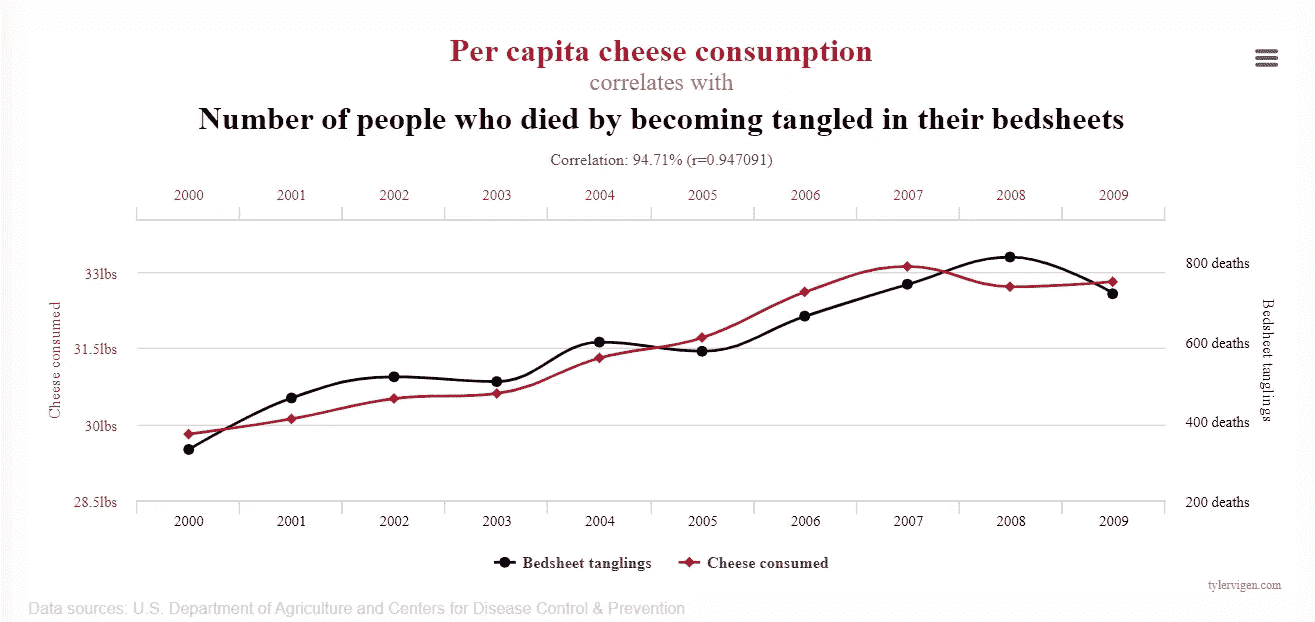 Per capita cheese consumption
correlates with
Number of people who died by becoming tangled in their bedsheets
Correlation: 94.71% (r=0.947091)
2000 2001 2002 2003 2004 2005 2006 2007 2008 2009
Cheese consumed
33lbs
31.5lbs
30lbs
28.5lbs
800 deaths
600 deaths
400 deaths
200 deaths
Bedsheet tanglings
2000 2001 2002 2003 2004 2005 2006 2007 2008 2009
Bedsheet tanglings Cheese consumed
tylervigen.com
Data sources: U.S. Department of Agriculture and Centers for Disease Control & Prevention